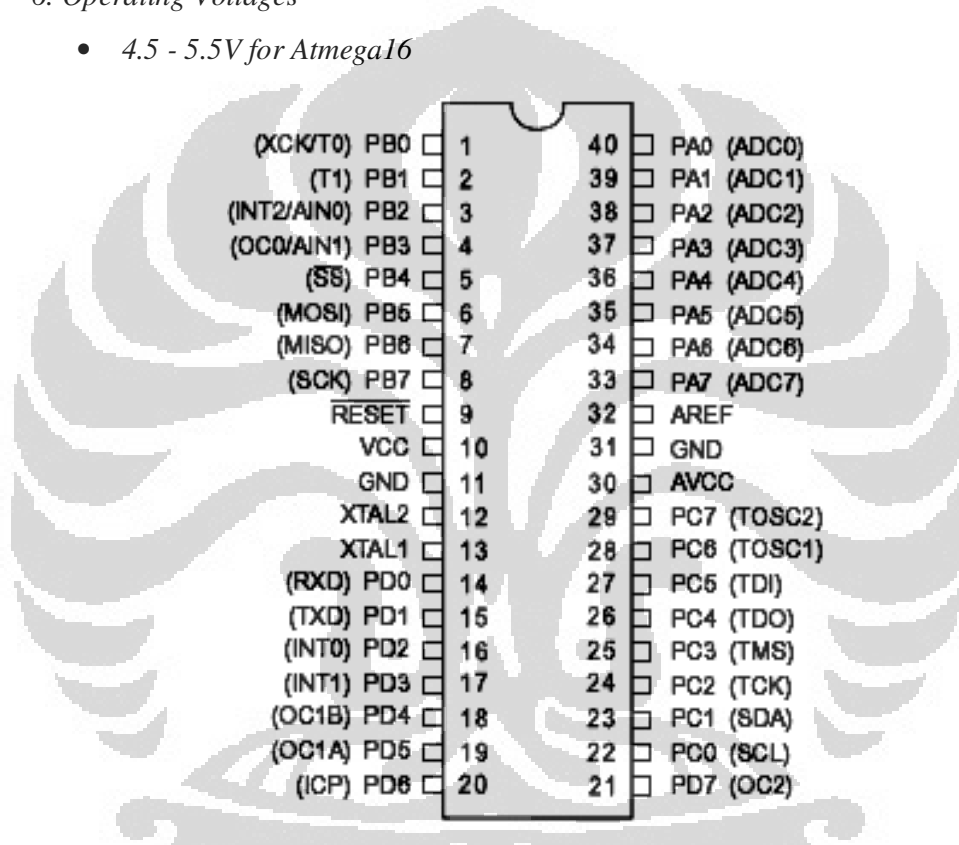 6. Operating Voltages
• 4.5 - 5.5V for Atmega16
(XCK/T0) PB0 1 40 PA0 (ADC0)
(T1) PB1 2 39 PA1 (ADC1)
(INT2/AIN0) PB2 3 38 PA2 (ADC2)
(OC0/AIN1) PB3 4 37 PA3 (ADC3)
(SS) PB4 5 36 PA4 (ADC4)
(MOSI) PB5 6 35 PA5 (ADC5)
(MISO) PB6 7 34 PA6 (ADC6)
(SCK) PB7 8 33 PA7 (ADC7)
RESET 9 32 AREF
VCC 10 31 GND
GND 11 30 AVCC
XTAL2 12 29 PC7 (TOSC2)
XTAL1 13 28 PC6 (TOSC1)
(RXD) PD0 14 27 PC5 (TDI)
(TXD) PD1 15 26 PC4 (TDO)
(INT0) PD2 16 25 PC3 (TMS)
(INT1) PD3 17 24 PC2 (TCK)
(OC1B) PD4 18 23 PC1 (SDA)
(OC1A) PD5 19 22 PC0 (SCL)
(ICP) PD6 20 21 PD7 (OC2)